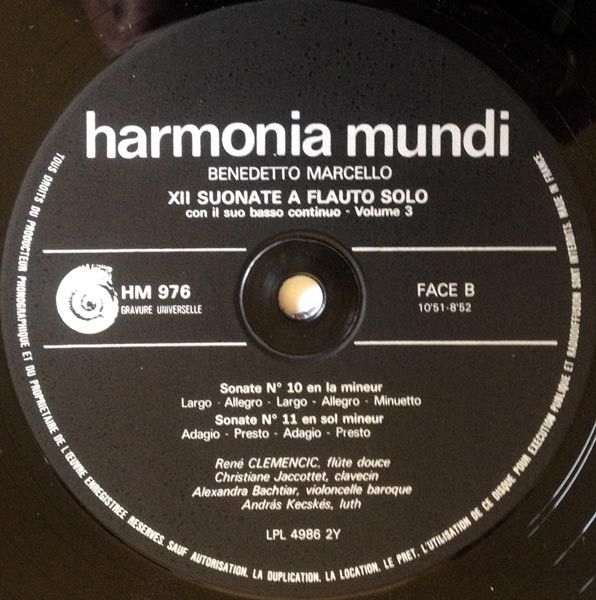 harmonia mundi
BENEDETTO MARCELLO
XII SUONATE A FLAUTO SOLO
con il suo basso continuo - Volume 3
HM 976
GRAVURE UNIVERSELLE
FACE B
10'51-8'52
Sonate N° 10 en la mineur
Largo - Allegro - Largo - Allegro - Minuetto
Sonate N° 11 en sol mineur
Adagio - Presto - Adagio - Presto
René CLEMENCIC, flûte douce
Christiane Jaccottet, clavecin
Alexandra Bachtiar, violoncelle baroque
András Kecskés, luth
LPL 4986 2Y
TOUS DROITS DU PRODUCTEUR PHONOGRAPHIQUE ET DU PROPRIETAIRE DE L'ŒUVRE ENREGISTREE RESERVES. SAUF AUTORISATION, LA DUPLICATION, LA LOCATION, LE PRET, L'UTILISATION DE CE DISQUE POUR EXECUTION PUBLIQUE ET RADIODIFFUSION SONT INTERDITES. MADE IN FRANCE.